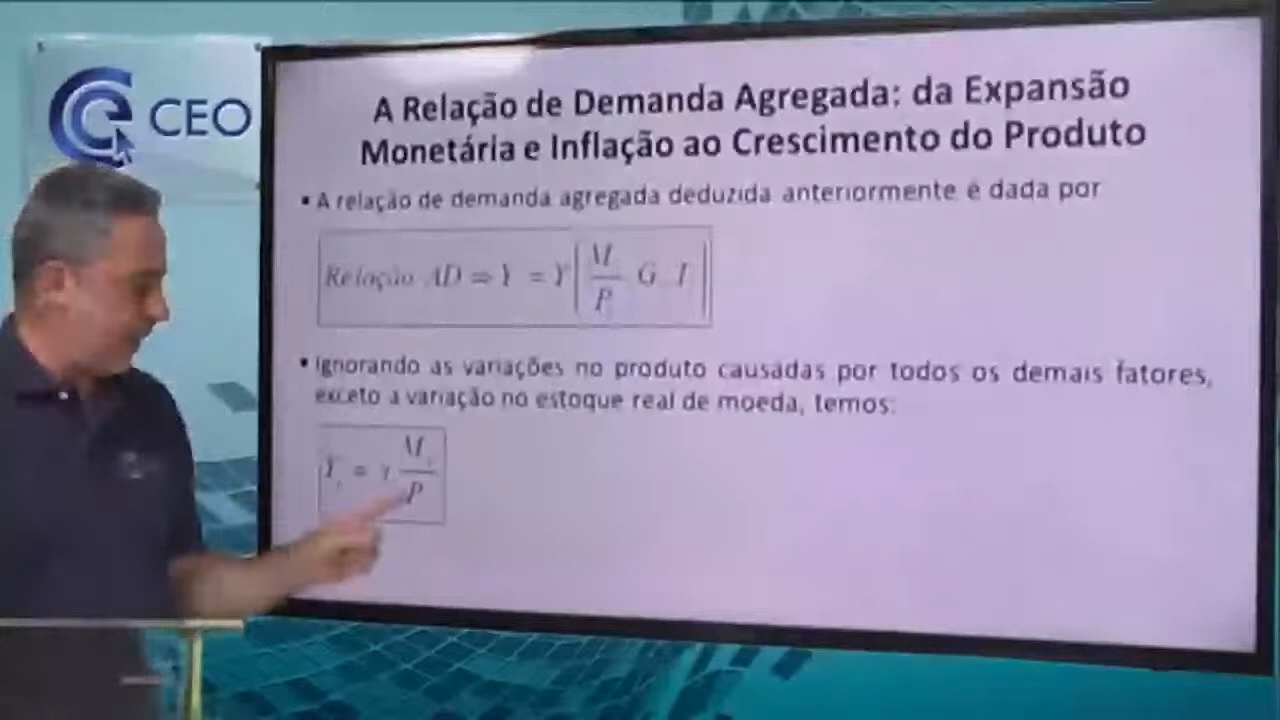 CEO
A Relação de Demanda Agregada: da Expansão
Monetária e Inflação ao Crescimento do Produto
▪ A relação de demanda agregada deduzida anteriormente é dada por
Relação AD ⇒ Y = Y( M/P G T )
▪ Ignorando as variações no produto causadas por todos os demais fatores,
exceto a variação no estoque real de moeda, temos:
Y = γ M/P